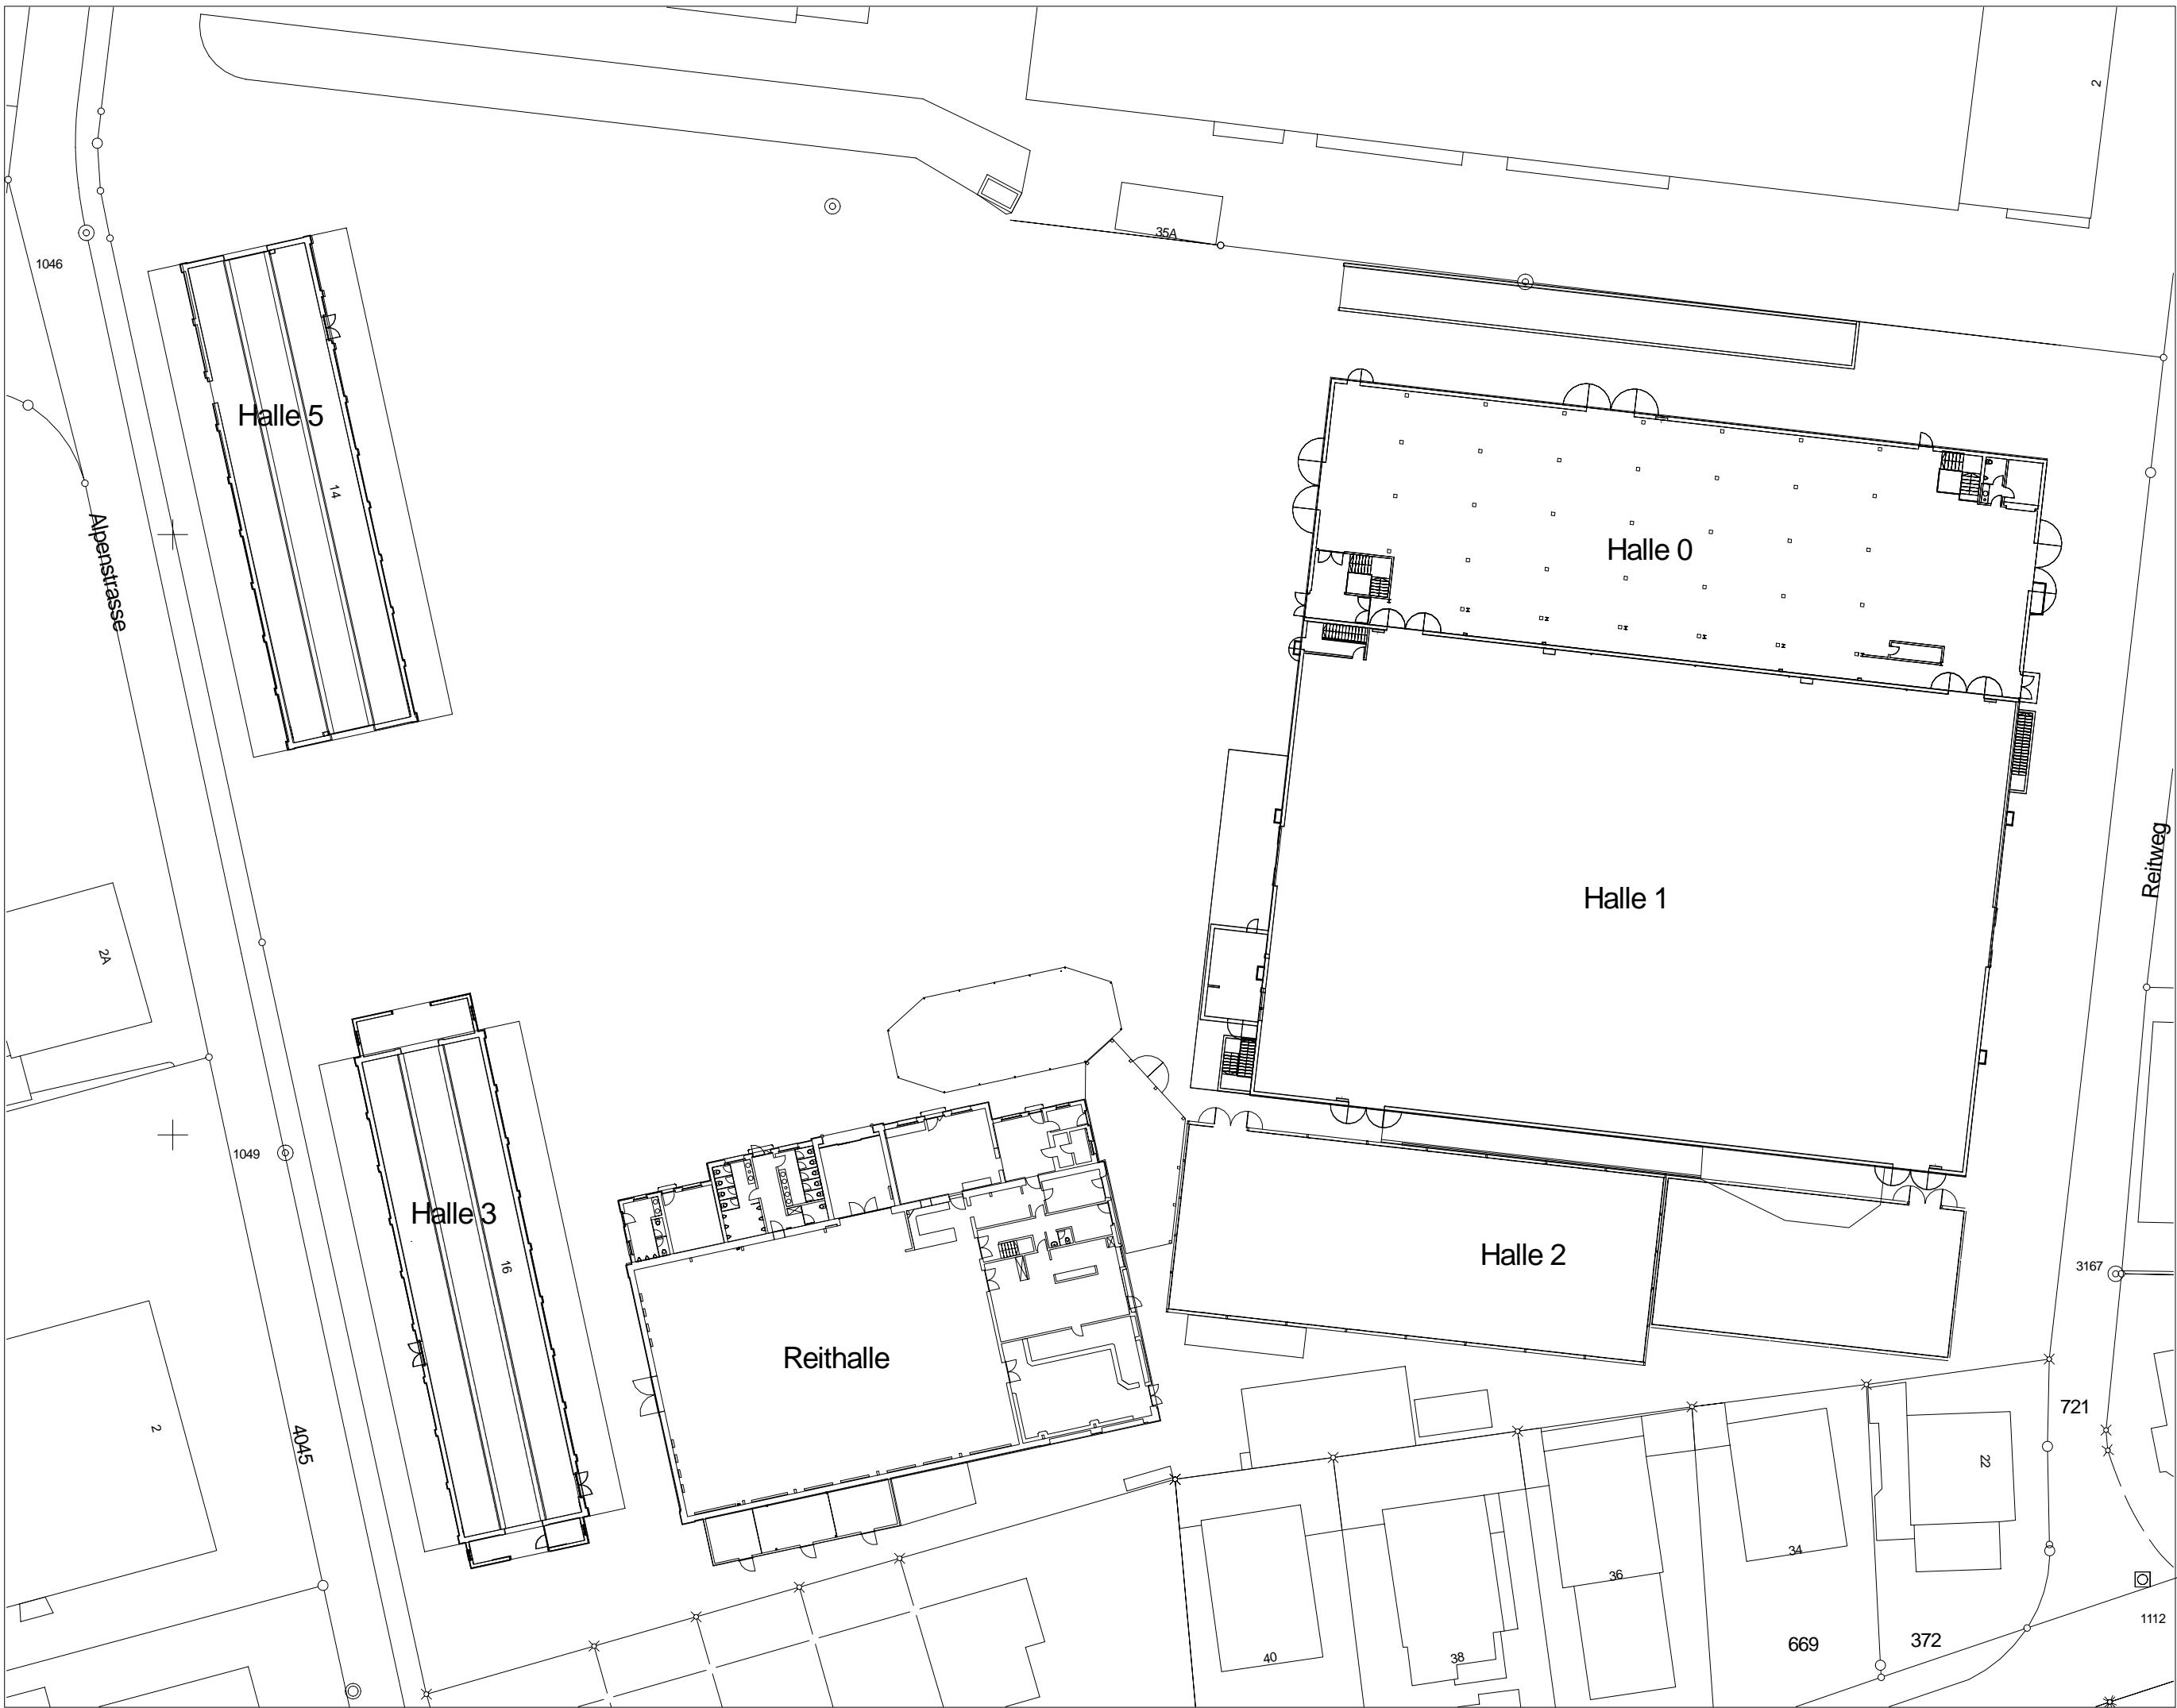 2
35A
1046
Halle 5
14
Alpenstrasse
Halle 0
Reitweg
Halle 1
2A
1049
Halle 3
16
Halle 2
3167
Reithalle
2
4045
721
22
34
36
40
38
669
372
1112